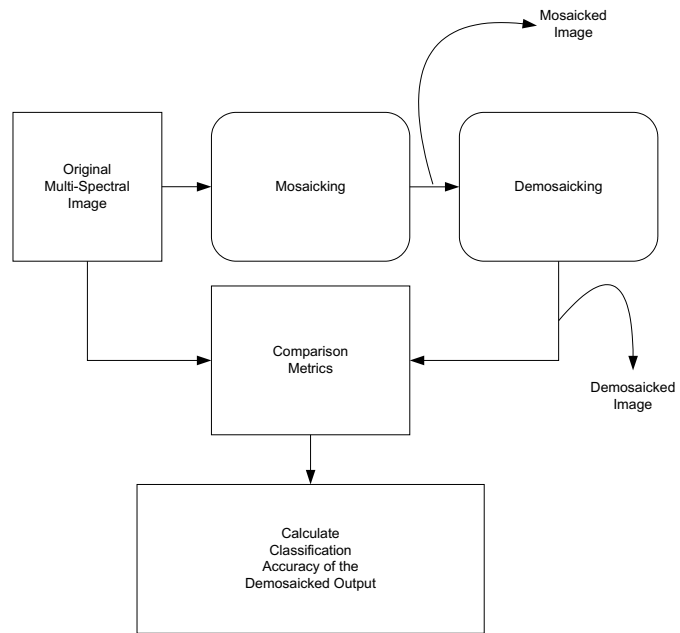 Mosaicked
Image
Original
Multi-Spectral
Image
Mosaicking
Demosaicking
Comparison
Metrics
Demosaicked
Image
Calculate
Classification
Accuracy of the
Demosaicked Output